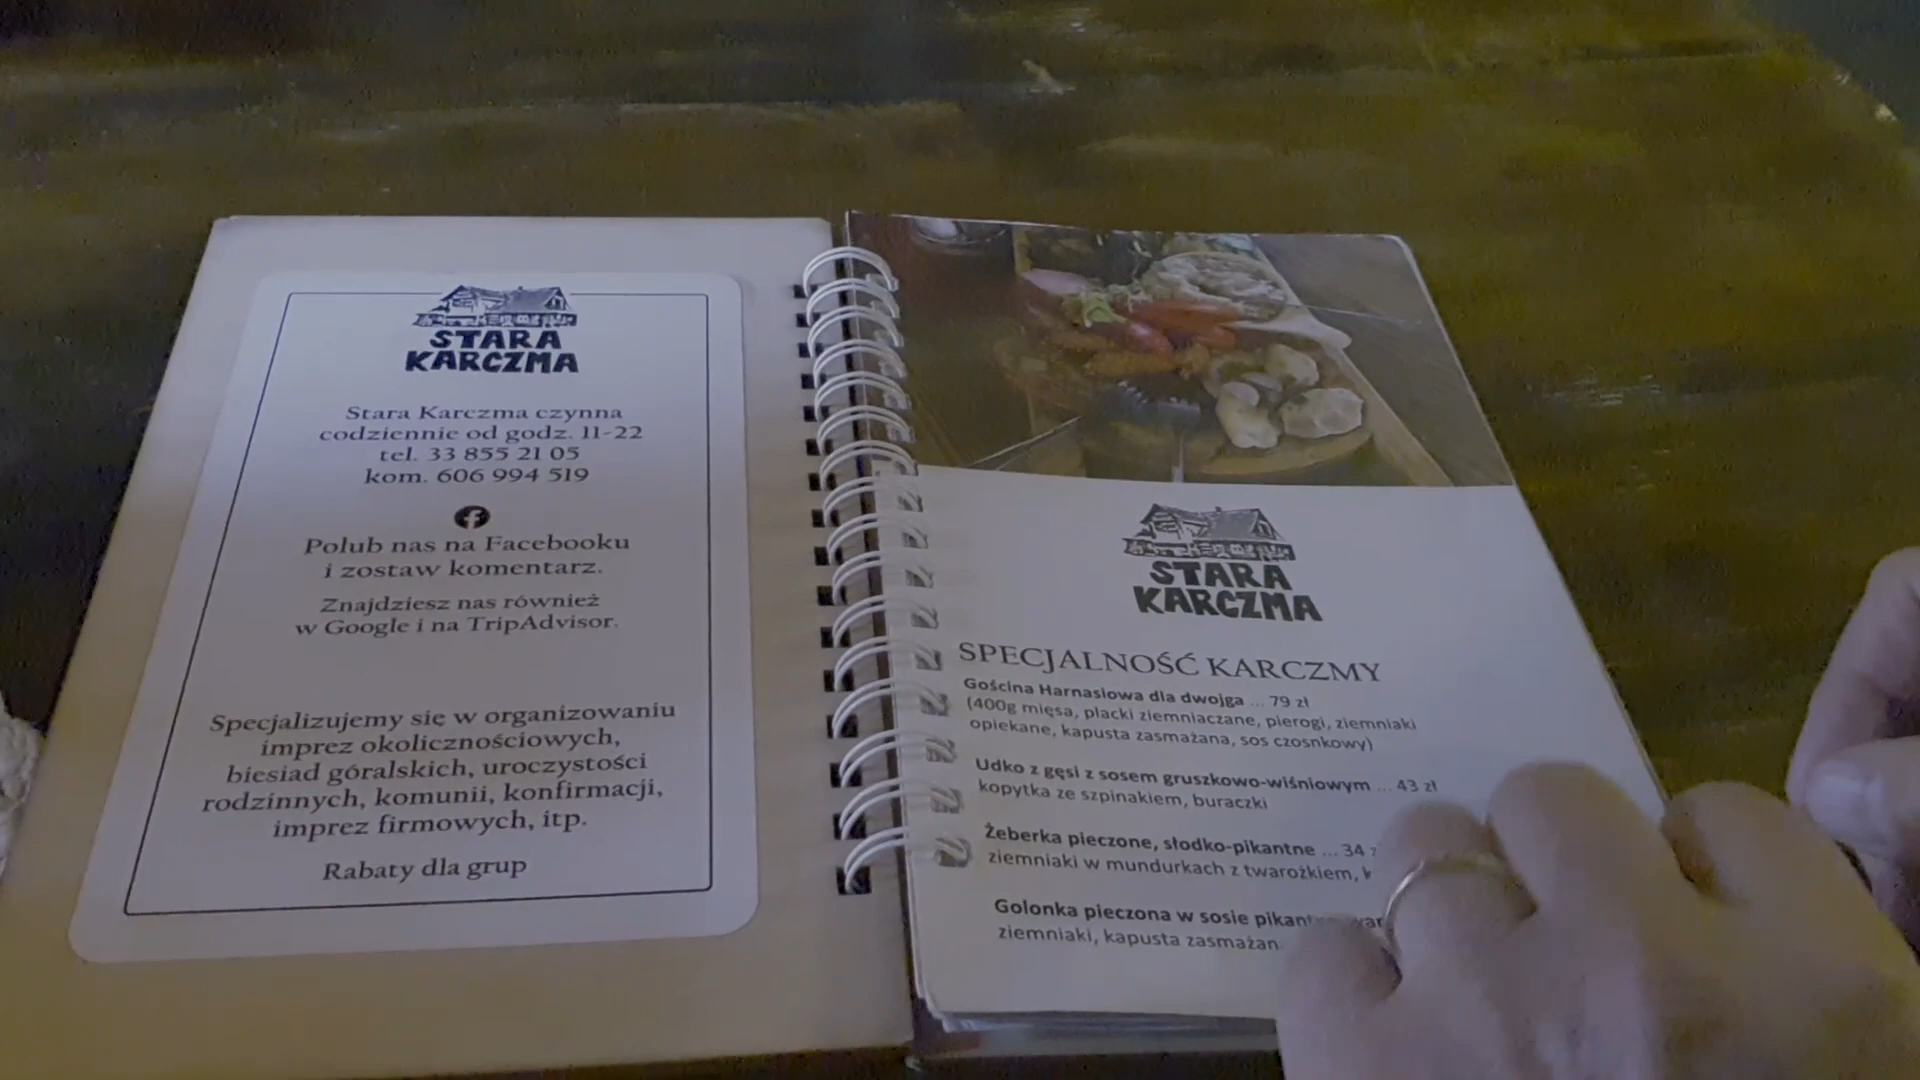 STARA
KARCZMA
Stara Karczma czynna
codziennie od godz. 11-22
tel. 33 855 21 05
kom. 606 994 519
Polub nas na Facebooku
i zostaw komentarz.
Znajdziesz nas również
w Google i na TripAdvisor.
Specjalizujemy się w organizowaniu
imprez okolicznościowych,
biesiad góralskich, uroczystości
rodzinnych, komunii, konfirmacji,
imprez firmowych, itp.
Rabaty dla grup
STARA
KARCZMA
SPECJALNOŚĆ KARCZMY
Gościna Harnasiowa dla dwojga ... 79 zł
(400g mięsa, placki ziemniaczane, pierogi, ziemniaki
opiekane, kapusta zasmażana, sos czosnkowy)
Udko z gęsi z sosem gruszkowo-wiśniowym ... 43 zł
kopytka ze szpinakiem, buraczki
Żeberka pieczone, słodko-pikantne ... 34
ziemniaki w mundurkach z twarożkiem,
Golonka pieczona w sosie
ziemniaki, kapusta